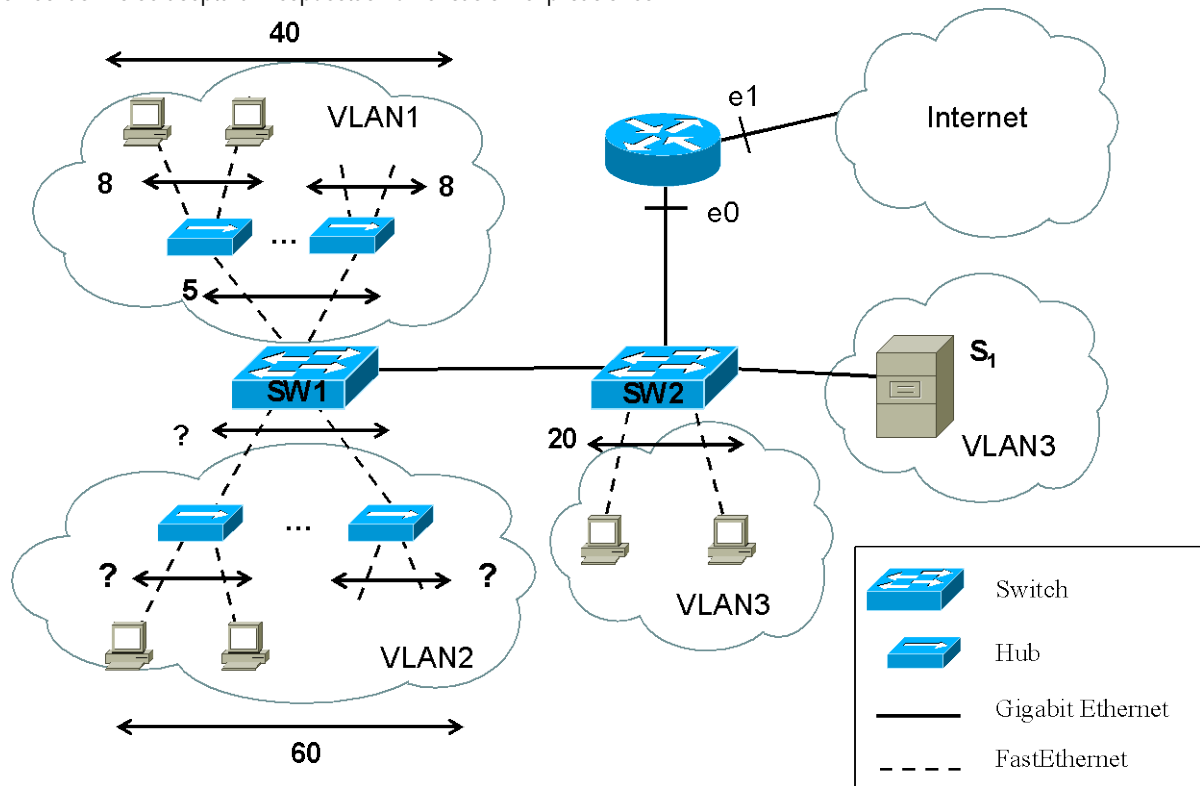 40
VLAN1
e1
Internet
8
8
e0
...
5
S1
SW1
SW2
VLAN3
?
20
...
?
?
VLAN3
VLAN2
60
Switch
Hub
Gigabit Ethernet
FastEthernet